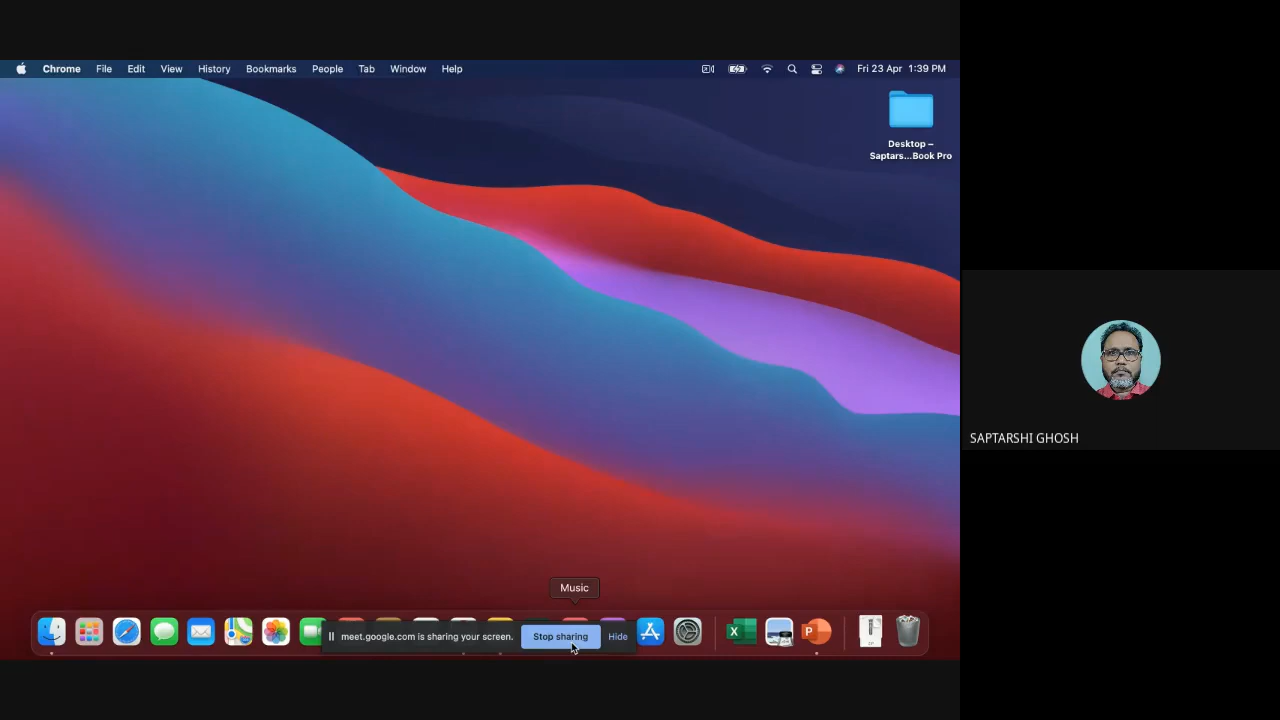 Chrome File Edit View History Bookmarks People Tab Window Help Fri 23 Apr 1:39 PM
Desktop –
Saptars...Book Pro
SAPTARSHI GHOSH
Music
meet.google.com is sharing your screen. Stop sharing Hide